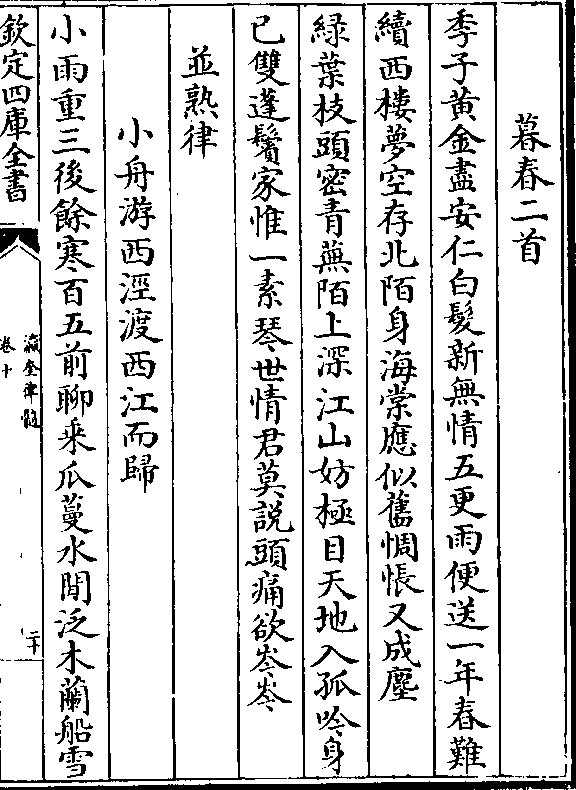 暮春二首
季子黃金盡安仁白髮新無情五更雨便送一年春難
續西樓夢空存北陌身海棠應似舊惆悵又成塵
緑葉枝頭密青蕪陌上深江山妨極目天地入孤吟身
已雙蓬鬢家惟一素琴世情君莫說頭痛欲岑岑
並熟律
小舟游西涇渡西江而歸
小雨重三後餘寒百五前聊乗瓜蔓水閒泛木蘭船雪
欽定四庫全書
瀛奎律髓
卷十
二十